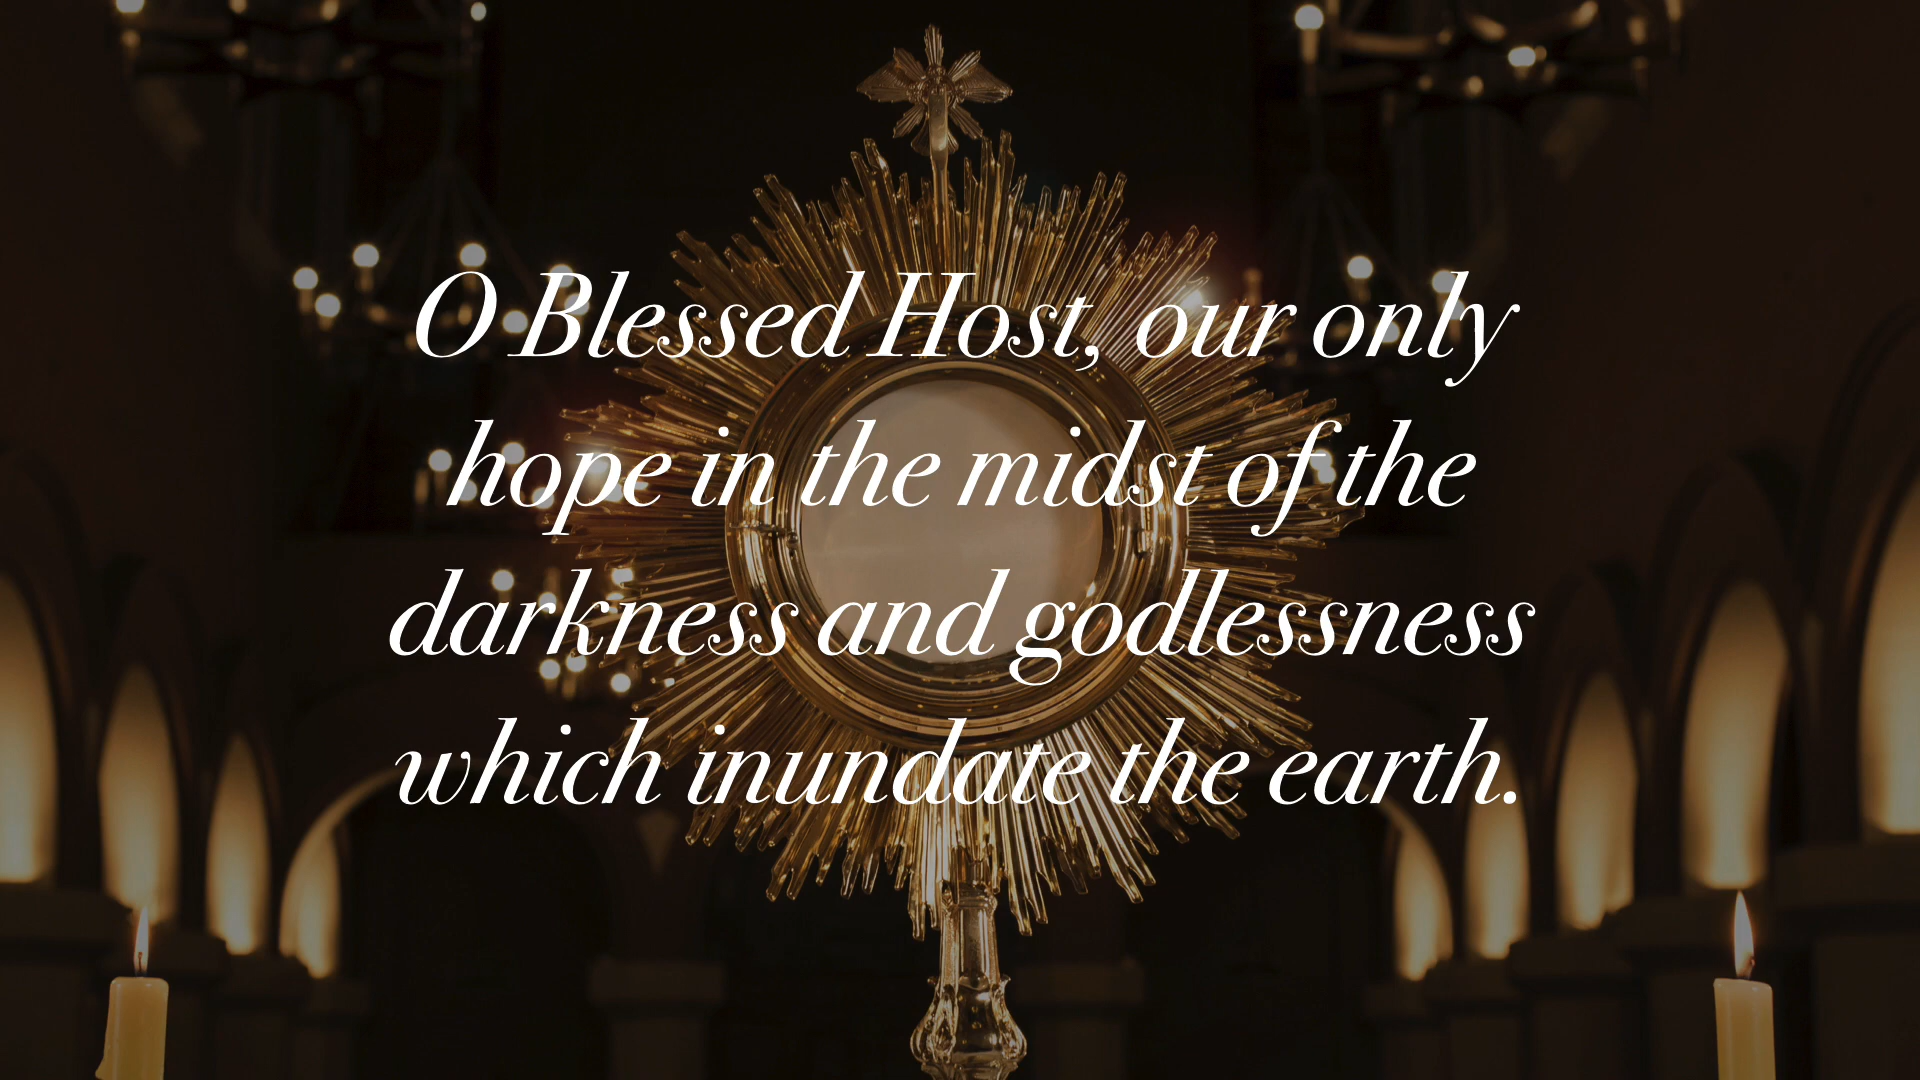 O Blessed Host, our only
hope in the midst of the
darkness and godlessness
which inundate the earth.